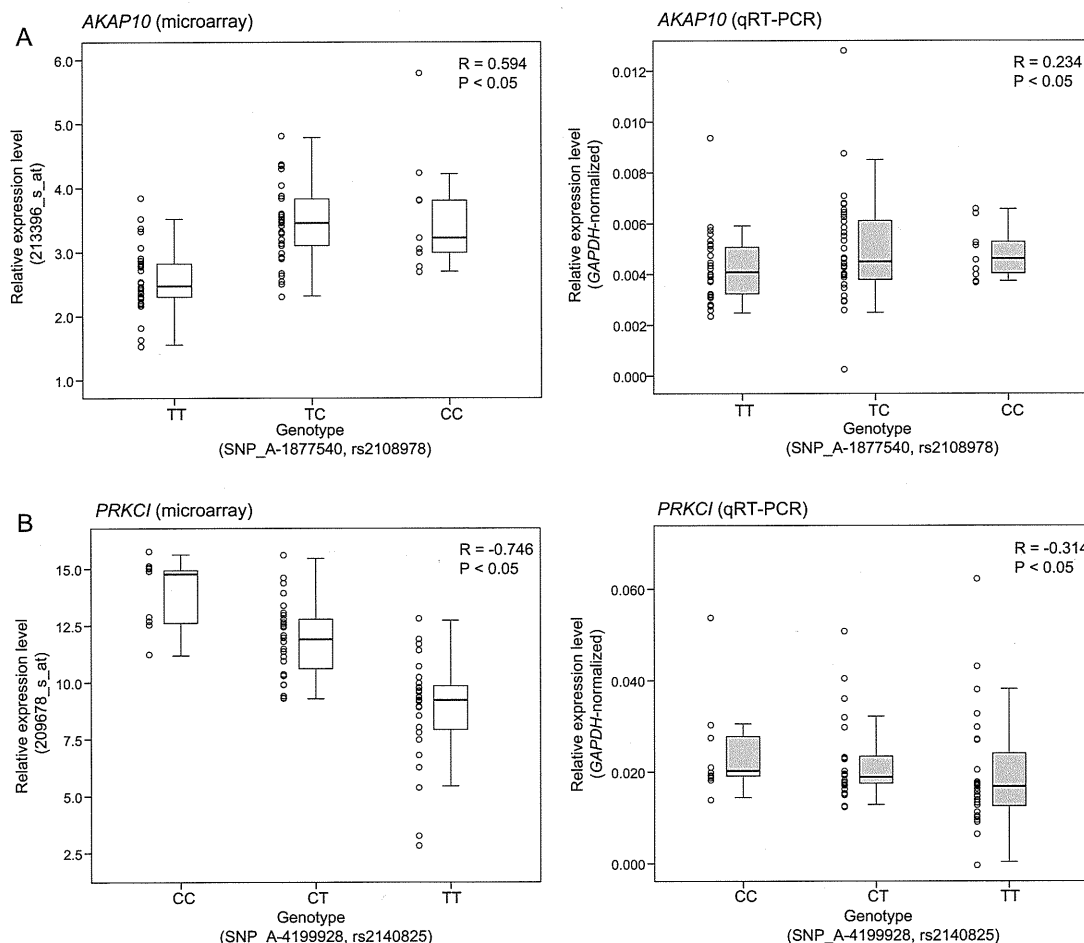 A
AKAP10 (microarray)
Relative expression level
(213396_s_at)
6.0
5.0
4.0
3.0
2.0
1.0
R = 0.594
P < 0.05
TT TC CC
Genotype
(SNP_A-1877540, rs2108978)
AKAP10 (qRT-PCR)
Relative expression level
(GAPDH-normalized)
0.012
0.010
0.008
0.006
0.004
0.002
0.000
R = 0.234
P < 0.05
TT TC CC
Genotype
(SNP_A-1877540, rs2108978)
B
PRKCI (microarray)
Relative expression level
(209678_s_at)
15.0
12.5
10.0
7.5
5.0
2.5
R = -0.746
P < 0.05
CC CT TT
Genotype
(SNP_A-4199928, rs2140825)
PRKCI (qRT-PCR)
Relative expression level
(GAPDH-normalized)
0.060
0.040
0.020
0.000
R = -0.314
P < 0.05
CC CT TT
Genotype
(SNP_A-4199928, rs2140825)